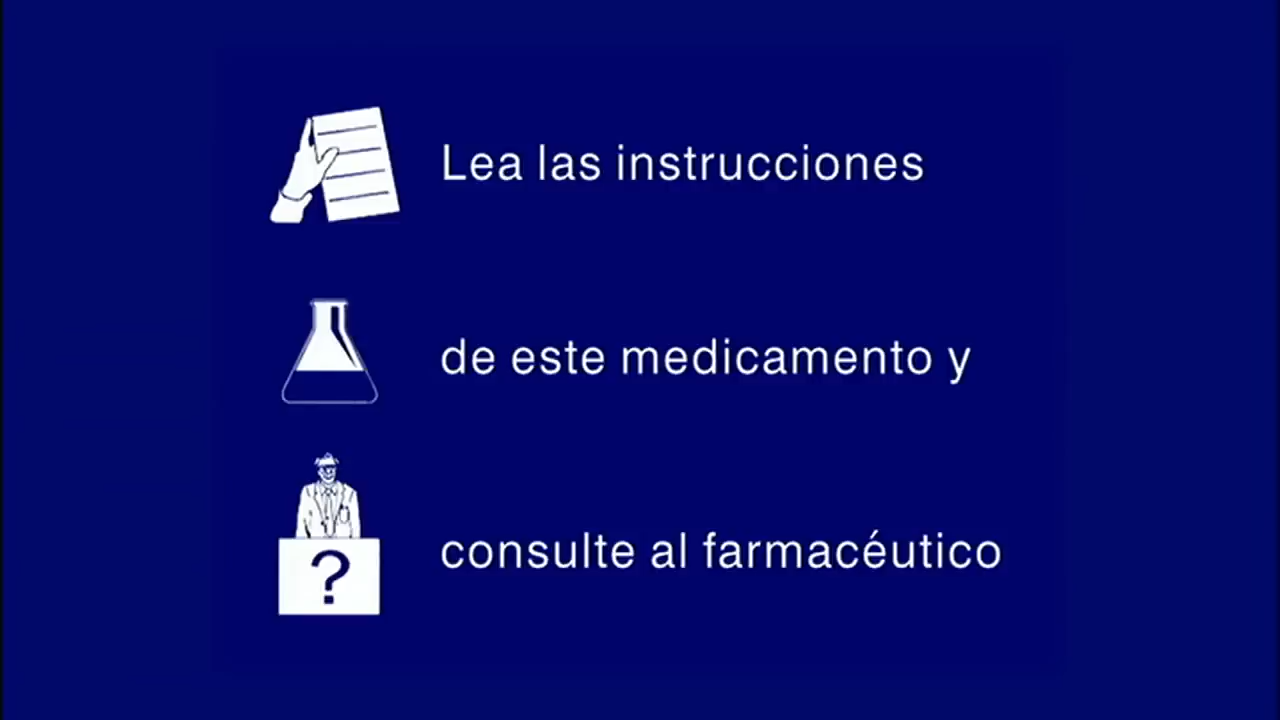 Lea las instrucciones
de este medicamento y
consulte al farmacéutico
?